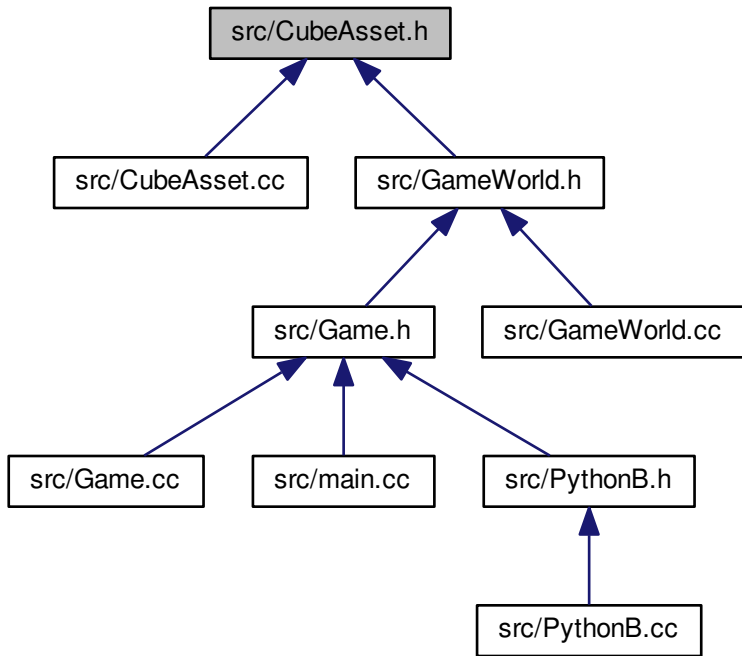 src/CubeAsset.h
src/CubeAsset.cc
src/GameWorld.h
src/Game.h
src/GameWorld.cc
src/Game.cc
src/main.cc
src/PythonB.h
src/PythonB.cc